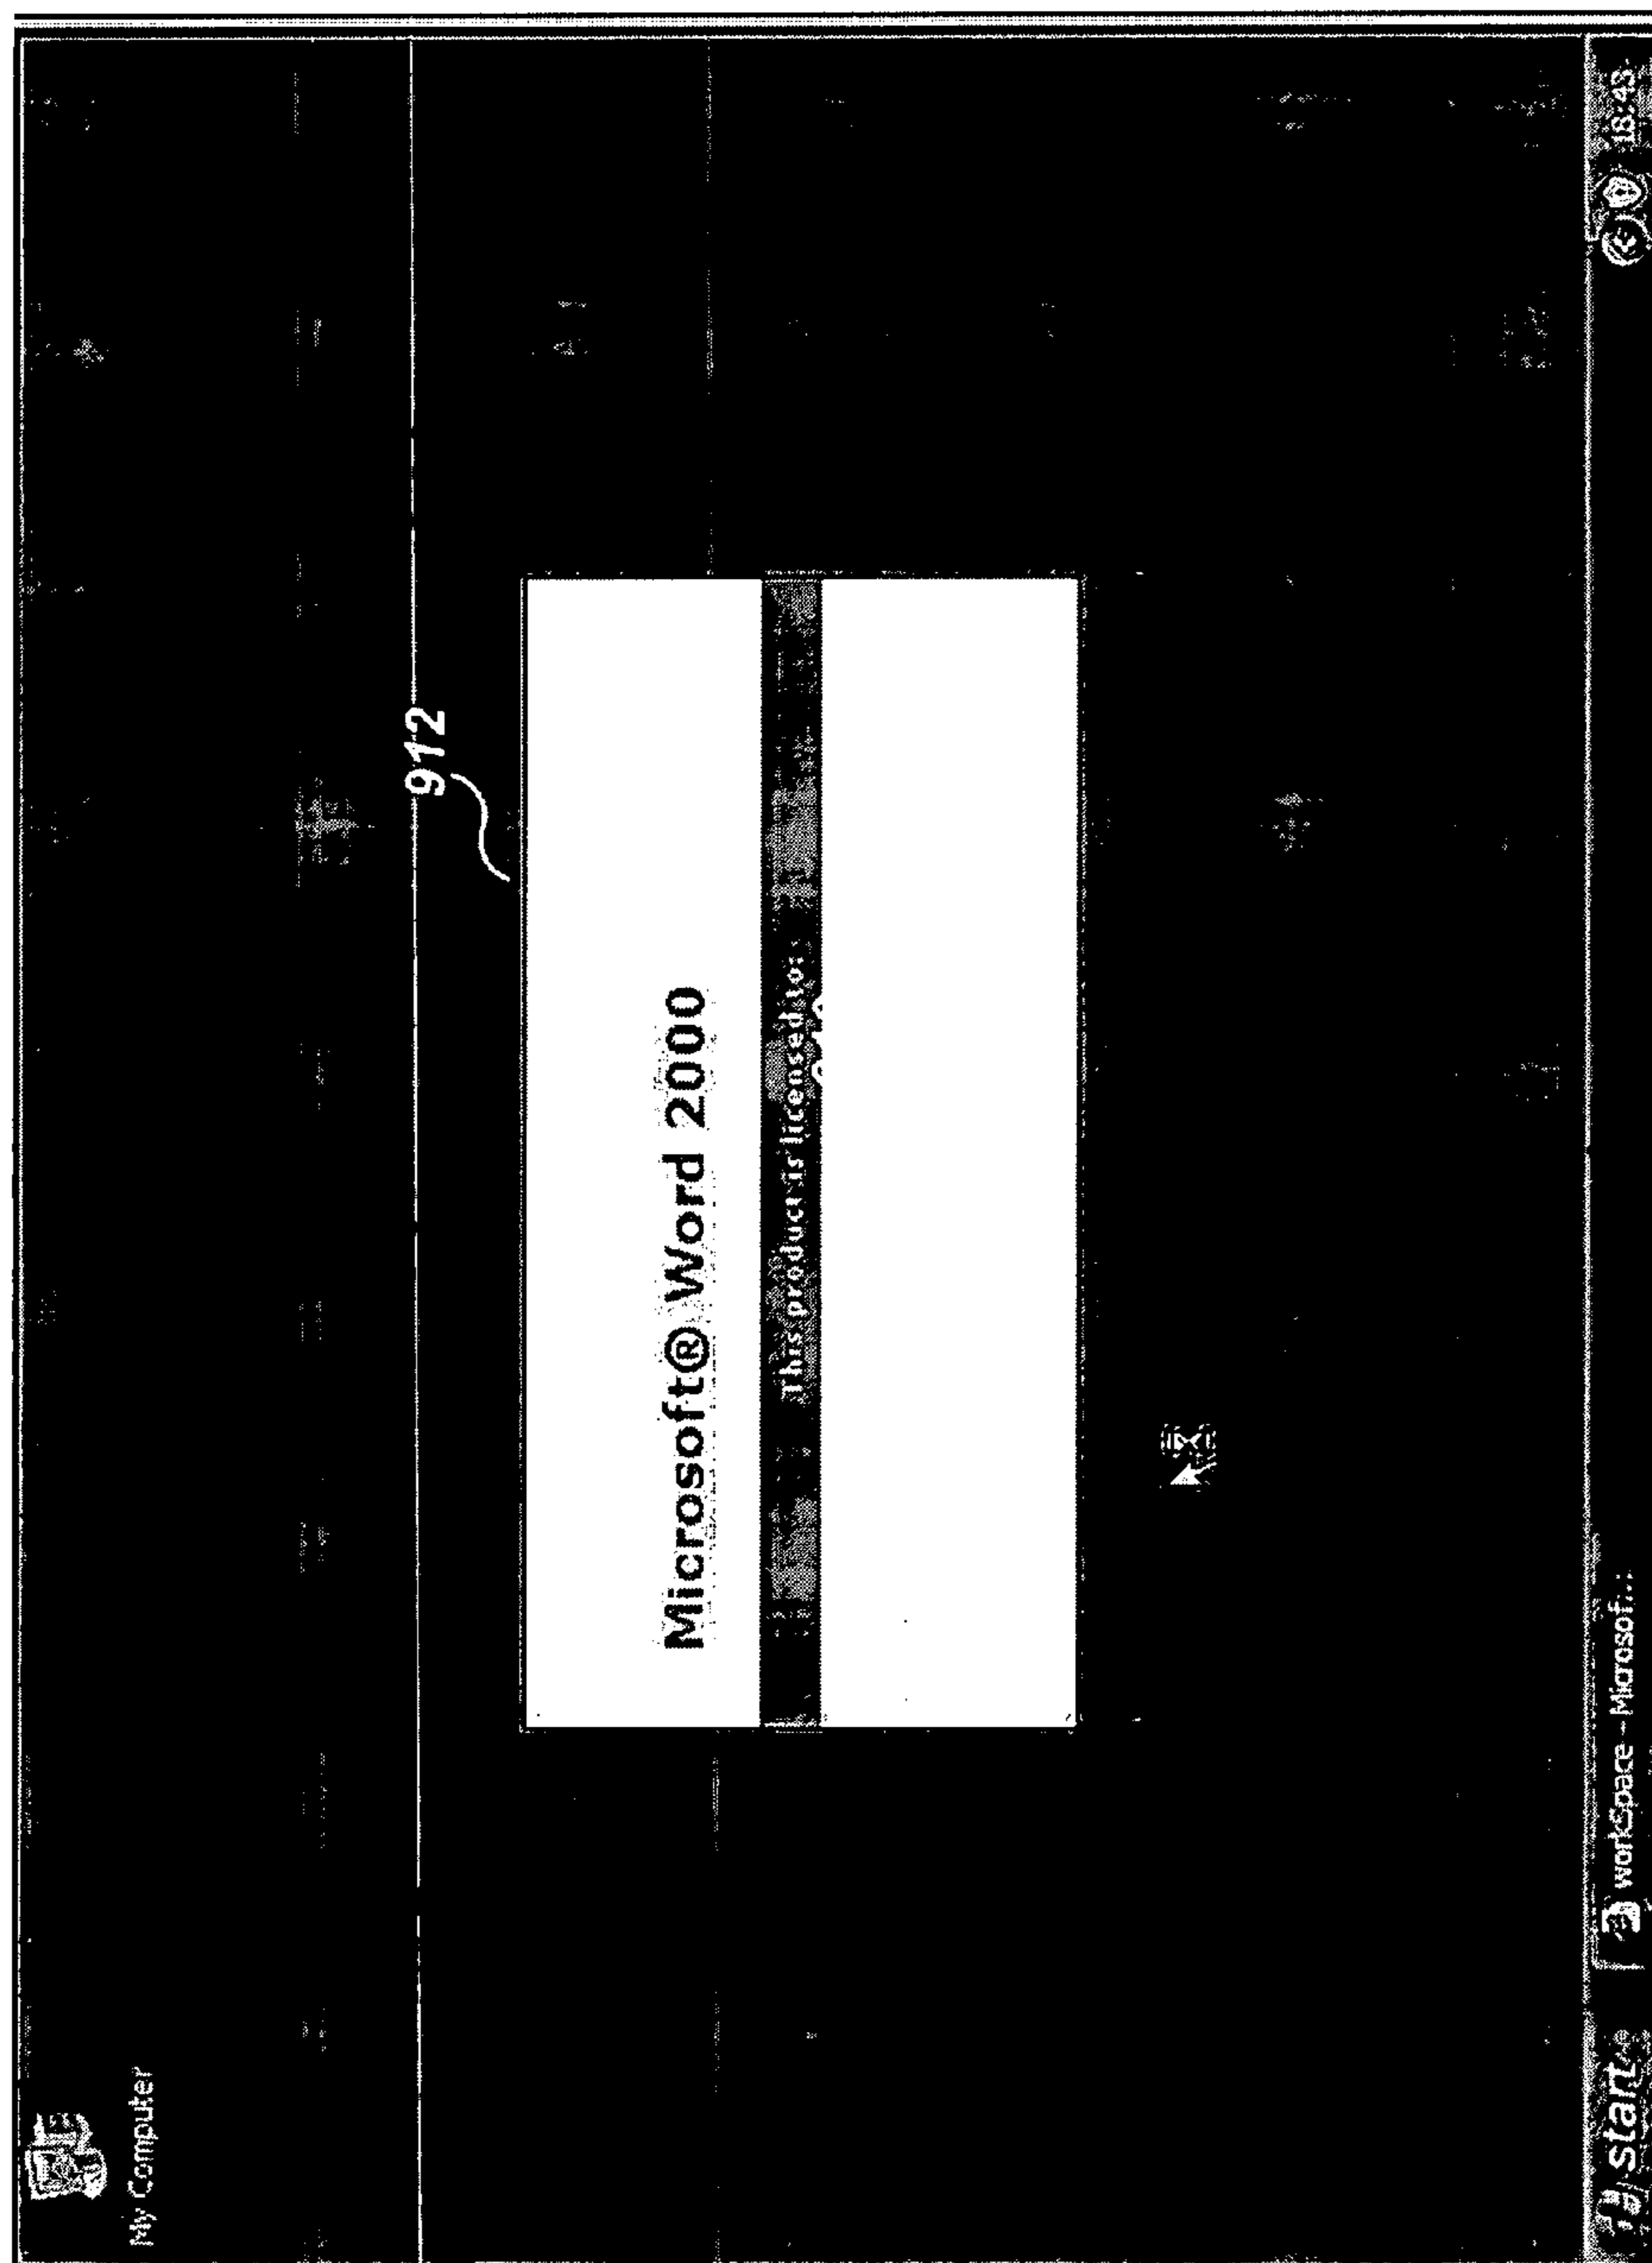 My Computer
912
Microsoft® Word 2000
This product is licensed to:
start
workSpace - Microsof...
18:43